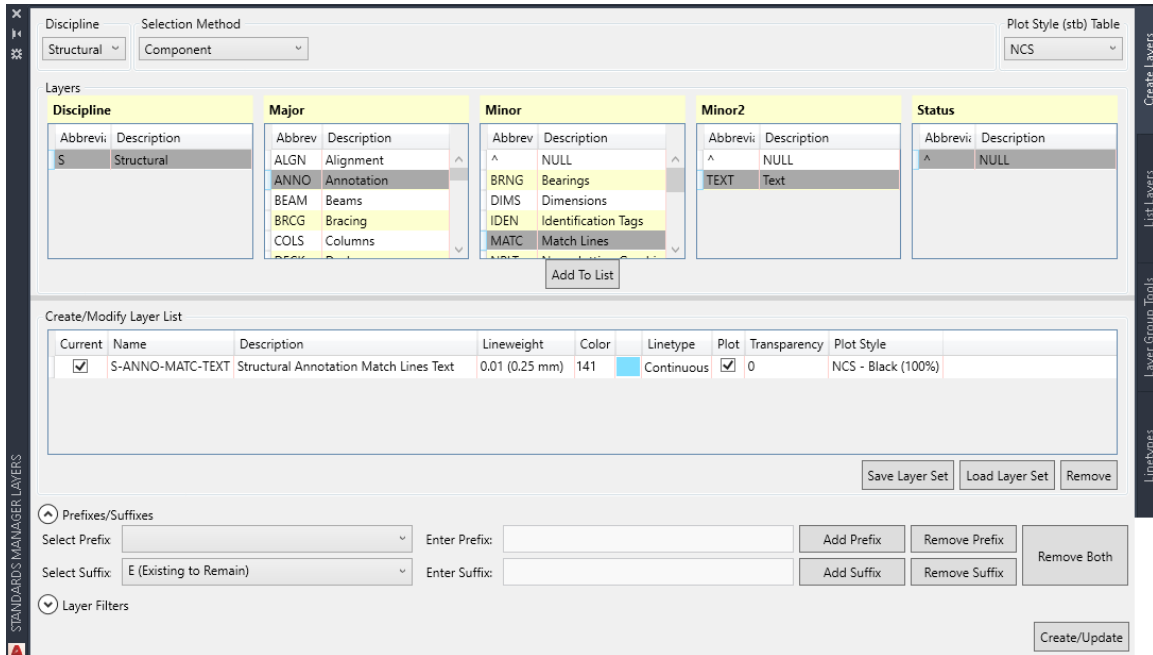 Discipline Selection Method Plot Style (stb) Table
Structural Component NCS
Layers
Discipline Major Minor Minor2 Status
Abbrevi Description Abbrev Description Abbrev Description Abbrevi Description Abbrevi Description
S Structural ALGN Alignment ^ NULL ^ NULL ^ NULL
ANNO Annotation BRNG Bearings TEXT Text
BEAM Beams DIMS Dimensions
BRCG Bracing IDEN Identification Tags
COLS Columns MATC Match Lines
Add To List
Create/Modify Layer List
Current Name Description Lineweight Color Linetype Plot Transparency Plot Style
S-ANNO-MATC-TEXT Structural Annotation Match Lines Text 0.01 (0.25 mm) 141 Continuous 0 NCS - Black (100%)
Save Layer Set Load Layer Set Remove
Prefixes/Suffixes
Select Prefix Enter Prefix: Add Prefix Remove Prefix
Remove Both
Select Suffix E (Existing to Remain) Enter Suffix: Add Suffix Remove Suffix
Layer Filters
Create/Update
STANDARDS MANAGER LAYERS
Create Layers
List Layers
Layer Group Tools
Linetypes